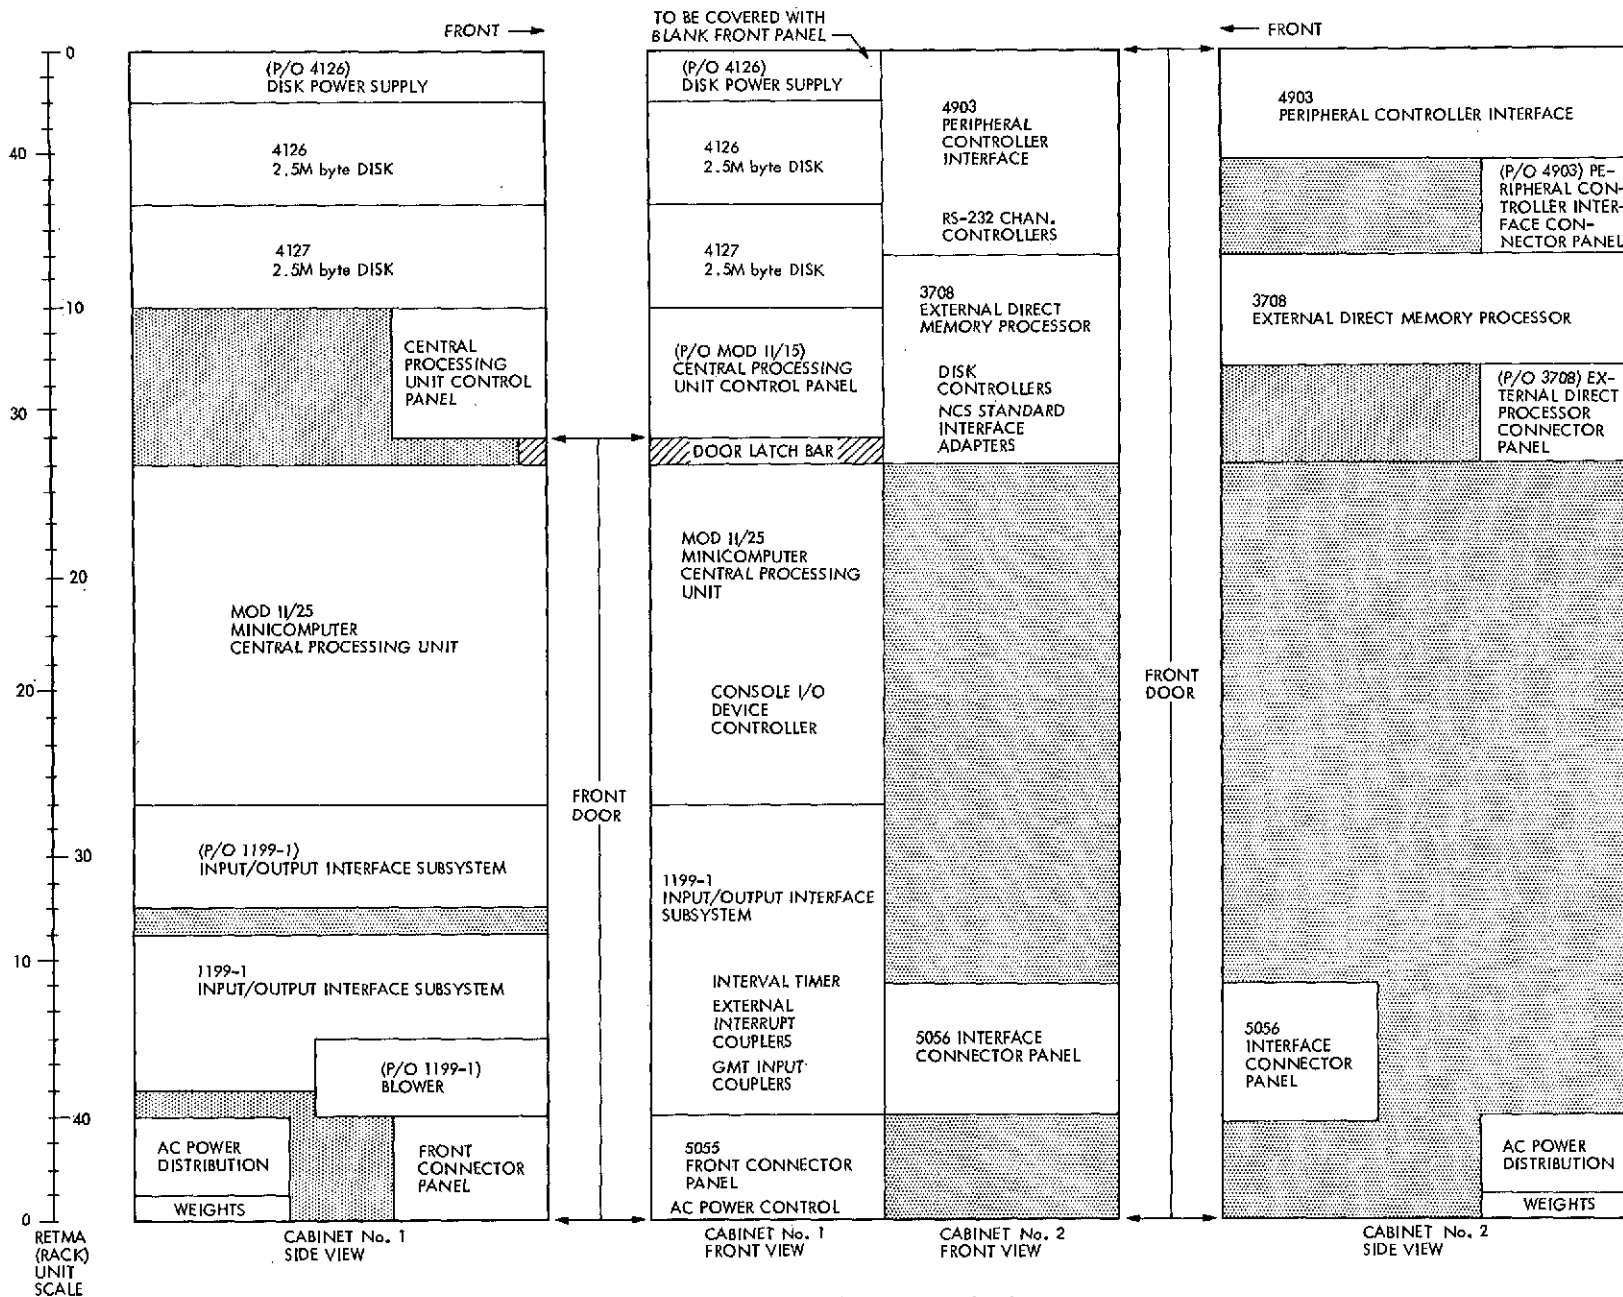 FRONT →
TO BE COVERED WITH
BLANK FRONT PANEL
← FRONT
0
40
10
30
20
20
30
10
40
0
RETMA
(RACK)
UNIT
SCALE
(P/O 4126)
DISK POWER SUPPLY
4126
2.5M byte DISK
4127
2.5M byte DISK
CENTRAL
PROCESSING
UNIT CONTROL
PANEL
MOD II/25
MINICOMPUTER
CENTRAL PROCESSING UNIT
(P/O 1199-1)
INPUT/OUTPUT INTERFACE SUBSYSTEM
1199-1
INPUT/OUTPUT INTERFACE SUBSYSTEM
(P/O 1199-1)
BLOWER
AC POWER
DISTRIBUTION
FRONT
CONNECTOR
PANEL
WEIGHTS
CABINET No. 1
SIDE VIEW
FRONT
DOOR
(P/O 4126)
DISK POWER SUPPLY
4126
2.5M byte DISK
4127
2.5M byte DISK
(P/O MOD II/15)
CENTRAL PROCESSING
UNIT CONTROL PANEL
DOOR LATCH BAR
MOD II/25
MINICOMPUTER
CENTRAL PROCESSING
UNIT
CONSOLE I/O
DEVICE
CONTROLLER
1199-1
INPUT/OUTPUT INTERFACE
SUBSYSTEM
INTERVAL TIMER
EXTERNAL
INTERRUPT
COUPLERS
GMT INPUT
COUPLERS
5055
FRONT CONNECTOR
PANEL
AC POWER CONTROL
CABINET No. 1
FRONT VIEW
4903
PERIPHERAL
CONTROLLER
INTERFACE
RS-232 CHAN.
CONTROLLERS
3708
EXTERNAL DIRECT
MEMORY PROCESSOR
DISK
CONTROLLERS
NCS STANDARD
INTERFACE
ADAPTERS
5056 INTERFACE
CONNECTOR PANEL
CABINET No. 2
FRONT VIEW
FRONT
DOOR
4903
PERIPHERAL CONTROLLER INTERFACE
(P/O 4903) PE-
RIPHERAL CON-
TROLLER INTER-
FACE CON-
NECTOR PANEL
3708
EXTERNAL DIRECT MEMORY PROCESSOR
(P/O 3708) EX-
TERNAL DIRECT
PROCESSOR
CONNECTOR
PANEL
5056
INTERFACE
CONNECTOR
PANEL
AC POWER
DISTRIBUTION
WEIGHTS
CABINET No. 2
SIDE VIEW